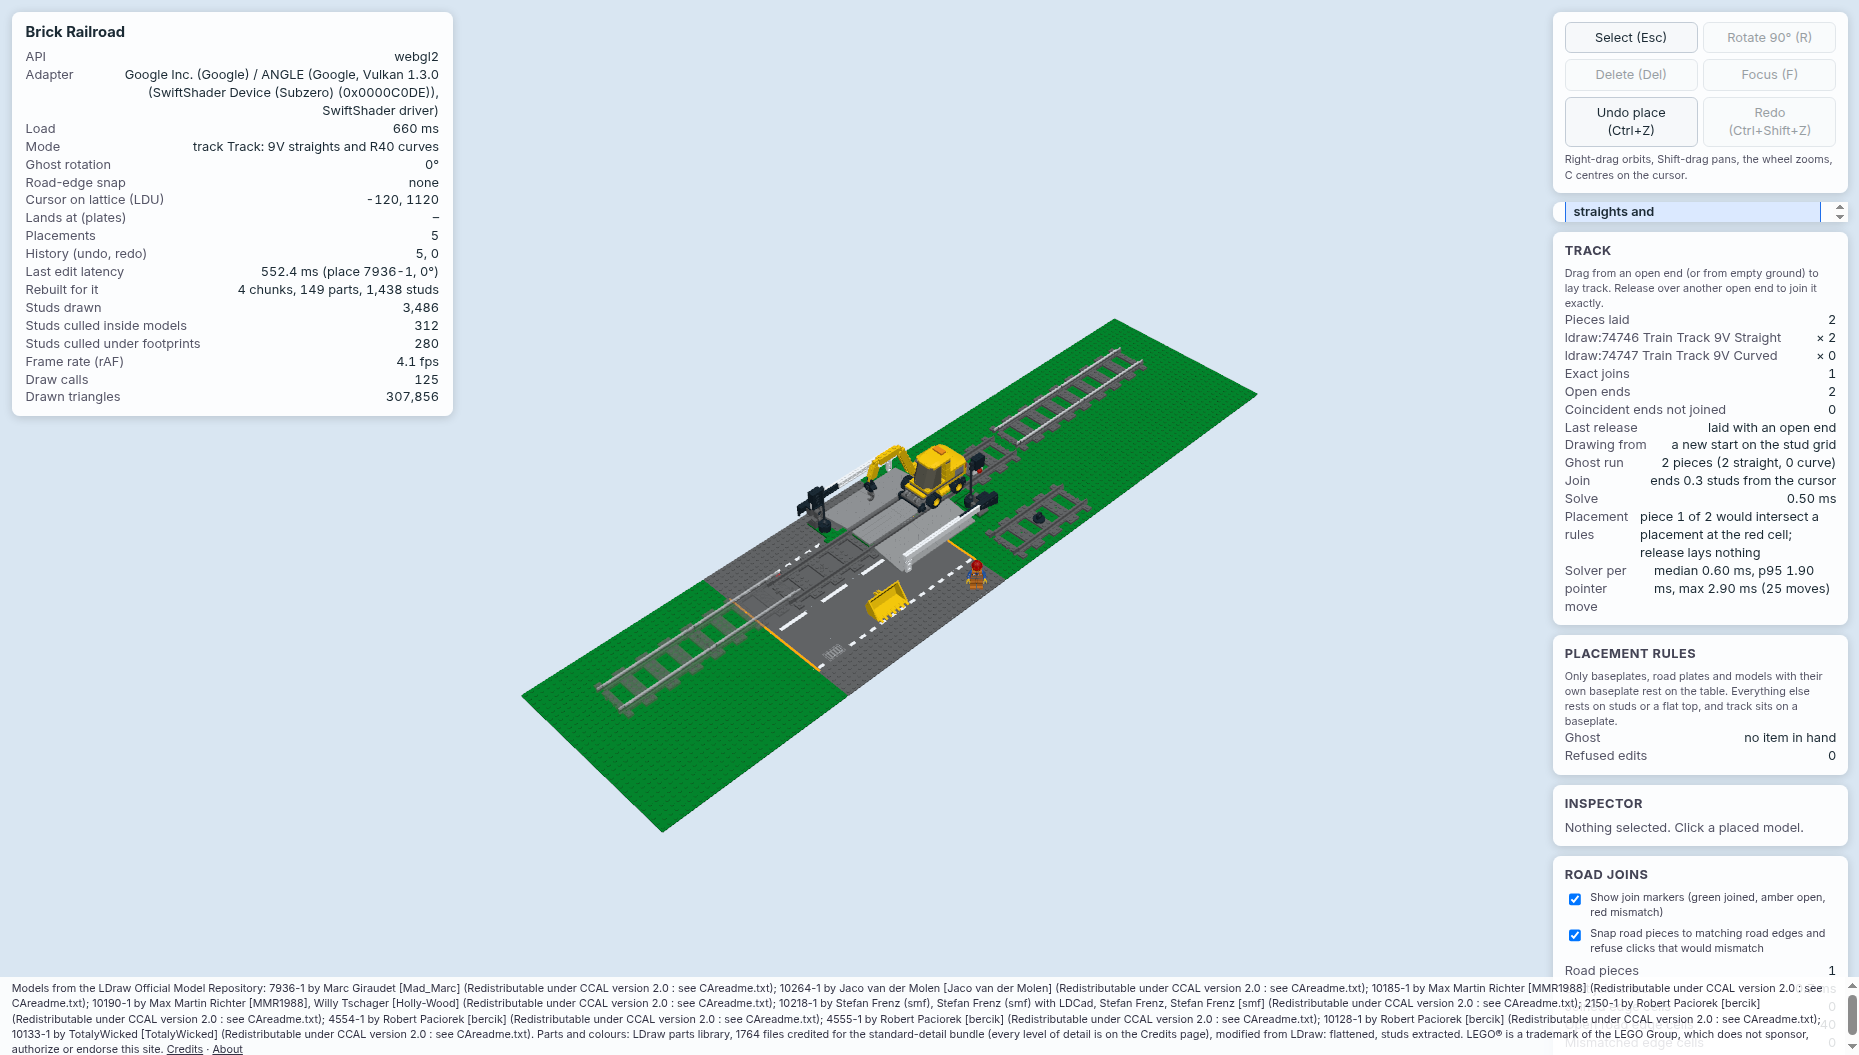 Brick Railroad
API webgl2
Adapter Google Inc. (Google) / ANGLE (Google, Vulkan 1.3.0
(SwiftShader Device (Subzero) (0x0000C0DE)),
SwiftShader driver)
Load 660 ms
Mode track Track: 9V straights and R40 curves
Ghost rotation 0°
Road-edge snap none
Cursor on lattice (LDU) -120, 1120
Lands at (plates) –
Placements 5
History (undo, redo) 5, 0
Last edit latency 552.4 ms (place 7936-1, 0°)
Rebuilt for it 4 chunks, 149 parts, 1,438 studs
Studs drawn 3,486
Studs culled inside models 312
Studs culled under footprints 280
Frame rate (rAF) 4.1 fps
Draw calls 125
Drawn triangles 307,856
Select (Esc) Rotate 90° (R)
Delete (Del) Focus (F)
Undo place (Ctrl+Z) Redo (Ctrl+Shift+Z)
Right-drag orbits, Shift-drag pans, the wheel zooms,
C centres on the cursor.
straights and
TRACK
Drag from an open end (or from empty ground) to
lay track. Release over another open end to join it
exactly.
Pieces laid 2
ldraw:74746 Train Track 9V Straight × 2
ldraw:74747 Train Track 9V Curved × 0
Exact joins 1
Open ends 2
Coincident ends not joined 0
Last release laid with an open end
Drawing from a new start on the stud grid
Ghost run 2 pieces (2 straight, 0 curve)
Join ends 0.3 studs from the cursor
Solve 0.50 ms
Placement rules piece 1 of 2 would intersect a
placement at the red cell;
release lays nothing
Solver per pointer move median 0.60 ms, p95 1.90
ms, max 2.90 ms (25 moves)
PLACEMENT RULES
Only baseplates, road plates and models with their
own baseplate rest on the table. Everything else
rests on studs or a flat top, and track sits on a
baseplate.
Ghost no item in hand
Refused edits 0
INSPECTOR
Nothing selected. Click a placed model.
ROAD JOINS
Show join markers (green joined, amber open,
red mismatch)
Snap road pieces to matching road edges and
refuse clicks that would mismatch
Road pieces 1
Models from the LDraw Official Model Repository: 7936-1 by Marc Giraudet [Mad_Marc] (Redistributable under CCAL version 2.0 : see CAreadme.txt); 10264-1 by Jaco van der Molen [Jaco van der Molen] (Redistributable under CCAL version 2.0 : see CAreadme.txt); 10185-1 by Max Martin Richter [MMR1988] (Redistributable under CCAL version 2.0 : see
CAreadme.txt); 10190-1 by Max Martin Richter [MMR1988], Willy Tschager [Holly-Wood] (Redistributable under CCAL version 2.0 : see CAreadme.txt); 10218-1 by Stefan Frenz (smf), Stefan Frenz (smf) with LDCad, Stefan Frenz, Stefan Frenz [smf] (Redistributable under CCAL version 2.0 : see CAreadme.txt); 2150-1 by Robert Paciorek [bercik]
(Redistributable under CCAL version 2.0 : see CAreadme.txt); 4554-1 by Robert Paciorek [bercik] (Redistributable under CCAL version 2.0 : see CAreadme.txt); 4555-1 by Robert Paciorek [bercik] (Redistributable under CCAL version 2.0 : see CAreadme.txt); 10128-1 by Robert Paciorek [bercik] (Redistributable under CCAL version 2.0 : see CAreadme.txt);
10133-1 by TotalyWicked [TotalyWicked] (Redistributable under CCAL version 2.0 : see CAreadme.txt). Parts and colours: LDraw parts library, 1764 files credited for the standard-detail bundle (every level of detail is on the Credits page), modified from LDraw: flattened, studs extracted. LEGO® is a trademark of the LEGO Group, which does not sponsor,
authorize or endorse this site. Credits · About
Mismatched edge cells 0